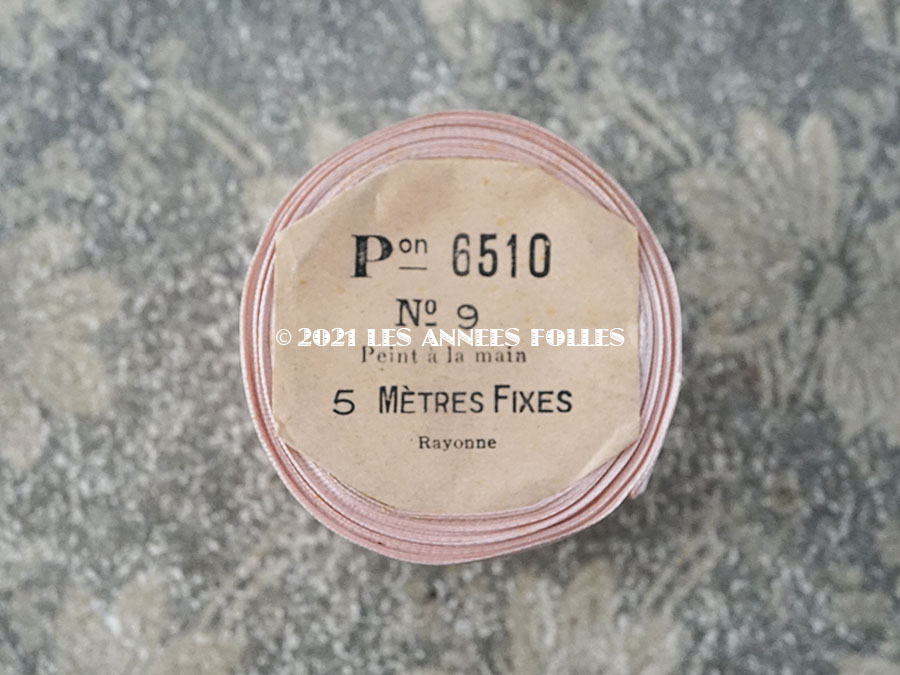 Pon 6510
Nº 9
© 2021 LES ANNEES FOLLES
Peint à la main
5 MÈTRES FIXES
Rayonne